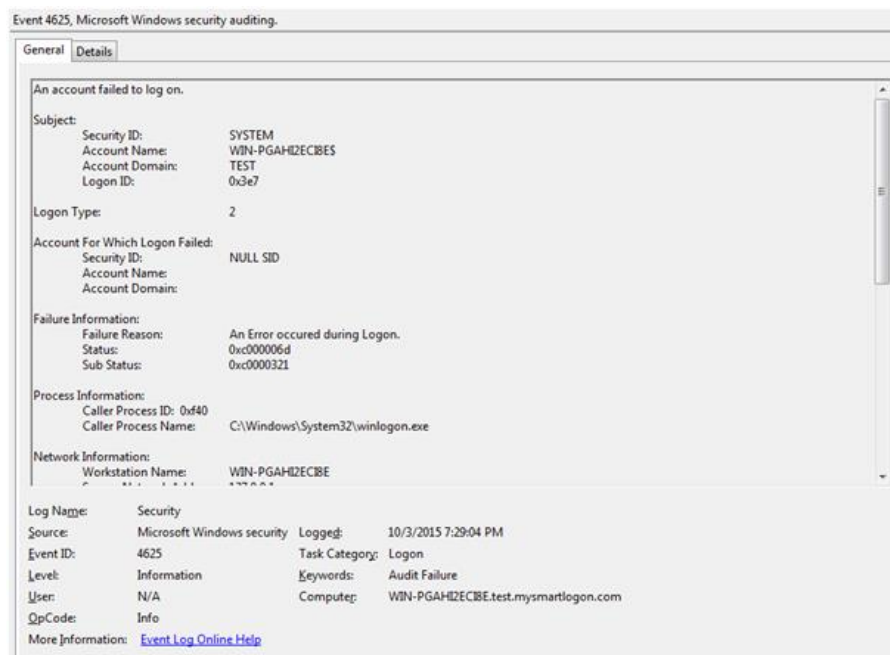 Event 4625, Microsoft Windows security auditing.
General Details
An account failed to log on.
Subject:
Security ID: SYSTEM
Account Name: WIN-PGAHI2ECI8E$
Account Domain: TEST
Logon ID: 0x3e7
Logon Type: 2
Account For Which Logon Failed:
Security ID: NULL SID
Account Name:
Account Domain:
Failure Information:
Failure Reason: An Error occured during Logon.
Status: 0xc000006d
Sub Status: 0xc0000321
Process Information:
Caller Process ID: 0xf40
Caller Process Name: C:\Windows\System32\winlogon.exe
Network Information:
Workstation Name: WIN-PGAHI2ECI8E
Log Name: Security
Source: Microsoft Windows security Logged: 10/3/2015 7:29:04 PM
Event ID: 4625 Task Category: Logon
Level: Information Keywords: Audit Failure
User: N/A Computer: WIN-PGAHI2ECI8E.test.mysmartlogon.com
OpCode: Info
More Information: Event Log Online Help